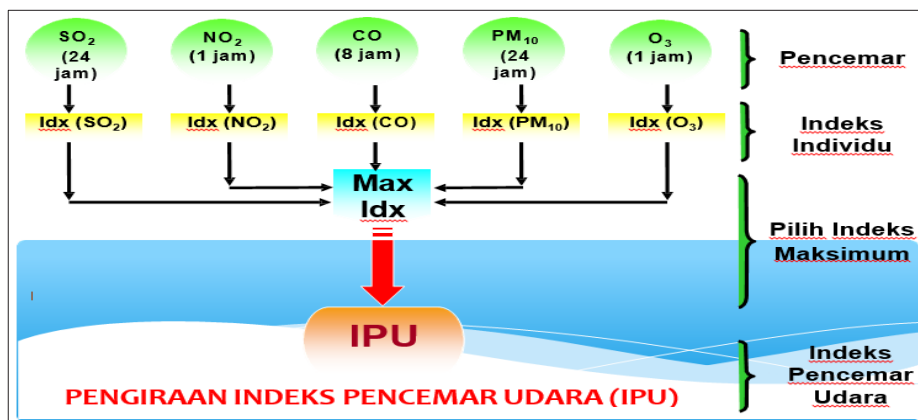 SO₂
(24
jam)
NO₂
(1 jam)
CO
(8 jam)
PM₁₀
(24
jam)
O₃
(1 jam)
Pencemar
Idx (SO₂)
Idx (NO₂)
Idx (CO)
Idx (PM₁₀)
Idx (O₃)
Indeks
Individu
Max
Idx
Pilih Indeks
Maksimum
IPU
Indeks
Pencemar
Udara
PENGIRAAN INDEKS PENCEMAR UDARA (IPU)